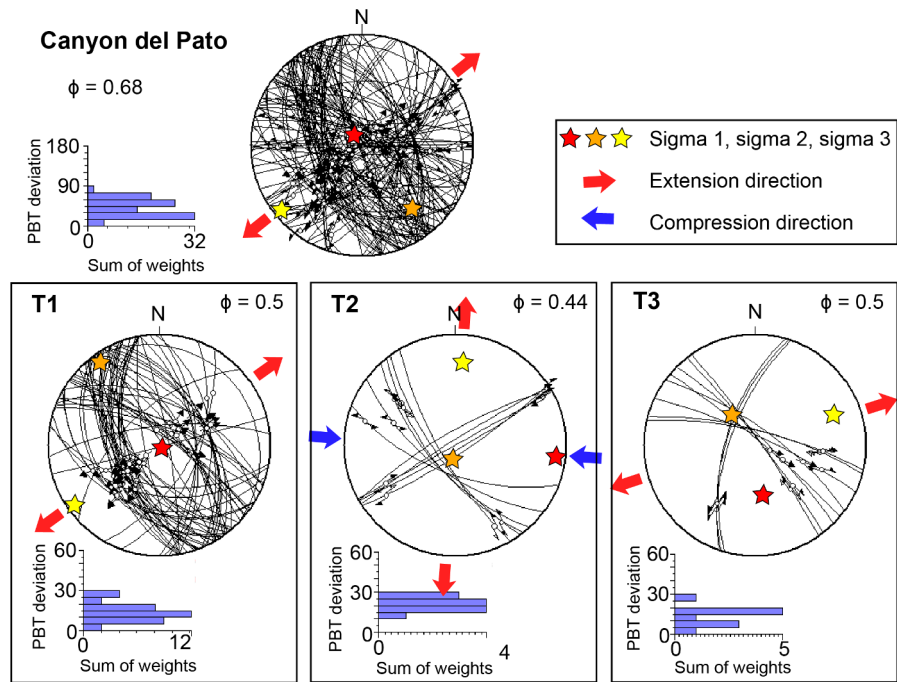 Canyon del Pato
N
ϕ = 0.68
PBT deviation
180
90
0
0
32
Sum of weights
Sigma 1, sigma 2, sigma 3
Extension direction
Compression direction
T1
ϕ = 0.5
N
PBT deviation
60
30
0
0
12
Sum of weights
T2
ϕ = 0.44
N
PBT deviation
60
30
0
0
4
Sum of weights
T3
ϕ = 0.5
N
PBT deviation
60
30
0
0
5
Sum of weights